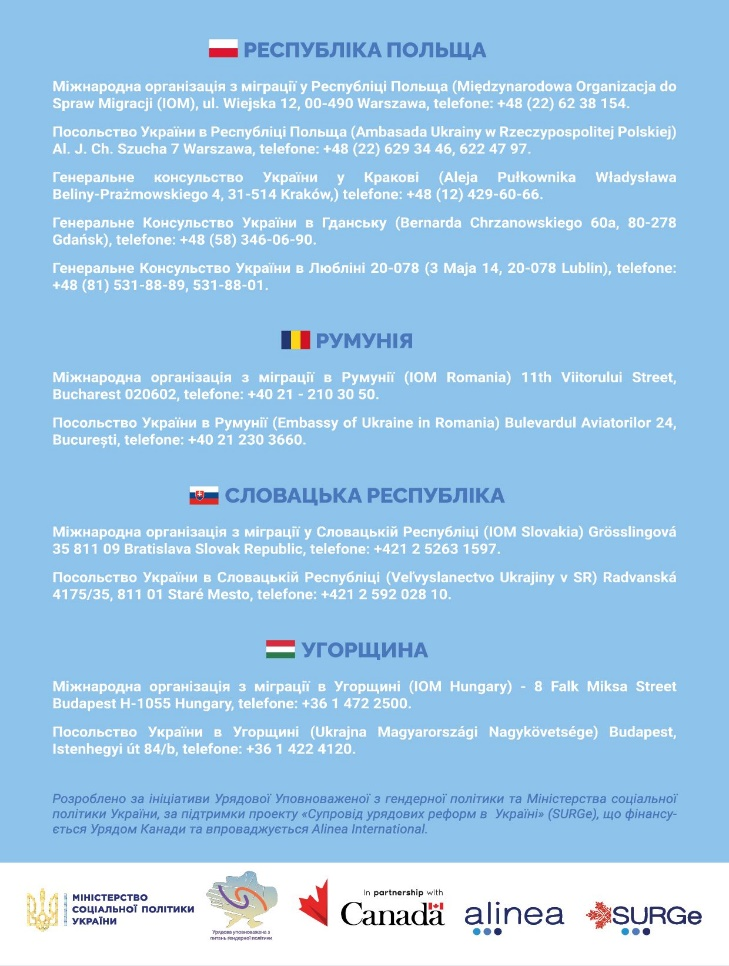 РЕСПУБЛІКА ПОЛЬЩА
Міжнародна організація з міграції у Республіці Польща (Międzynarodowa Organizacja do
Spraw Migracji (IOM), ul. Wiejska 12, 00-490 Warszawa, telefone: +48 (22) 62 38 154.
Посольство України в Республіці Польща (Ambasada Ukrainy w Rzeczypospolitej Polskiej)
Al. J. Ch. Szucha 7 Warszawa, telefone: +48 (22) 629 34 46, 622 47 97.
Генеральне консульство України у Кракові (Aleja Pułkownika Władysława
Beliny-Prażmowskiego 4, 31-514 Kraków,) telefone: +48 (12) 429-60-66.
Генеральне Консульство України в Гданську (Bernarda Chrzanowskiego 60a, 80-278
Gdańsk), telefone: +48 (58) 346-06-90.
Генеральне Консульство України в Любліні 20-078 (3 Maja 14, 20-078 Lublin), telefone:
+48 (81) 531-88-89, 531-88-01.
РУМУНІЯ
Міжнародна організація з міграції в Румунії (IOM Romania) 11th Viitorului Street,
Bucharest 020602, telefone: +40 21 - 210 30 50.
Посольство України в Румунії (Embassy of Ukraine in Romania) Bulevardul Aviatorilor 24,
București, telefone: +40 21 230 3660.
СЛОВАЦЬКА РЕСПУБЛІКА
Міжнародна організація з міграції у Словацькій Республіці (IOM Slovakia) Grösslingová
35 811 09 Bratislava Slovak Republic, telefone: +421 2 5263 1597.
Посольство України в Словацькій Республіці (Veľvyslanectvo Ukrajiny v SR) Radvanská
4175/35, 811 01 Staré Mesto, telefone: +421 2 592 028 10.
УГОРЩИНА
Міжнародна організація з міграції в Угорщині (IOM Hungary) - 8 Falk Miksa Street
Budapest H-1055 Hungary, telefone: +36 1 472 2500.
Посольство України в Угорщині (Ukrajna Magyarországi Nagykövetsége) Budapest,
Istenhegyi út 84/b, telefone: +36 1 422 4120.
Розроблено за ініціативи Урядової Уповноваженої з гендерної політики та Міністерства соціальної
політики України, за підтримки проекту «Супровід урядових реформ в Україні» (SURGe), що фінансу-
ється Урядом Канади та впроваджується Alinea International.
МІНІСТЕРСТВО
СОЦІАЛЬНОЇ ПОЛІТИКИ
УКРАЇНИ
Урядова уповноважена з
питань гендерної політики
In partnership with
Canada
alinea
SURGe